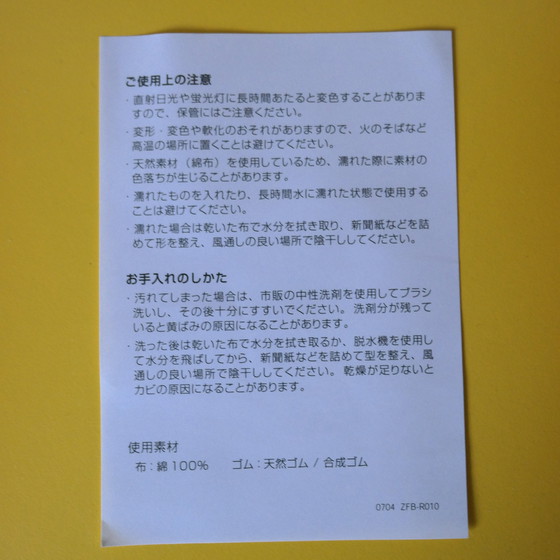 ご使用上の注意
・直射日光や蛍光灯に長時間あたると変色することがありま
すので、保管にはご注意ください。
・変形・変色や軟化のおそれがありますので、火のそばなど
高温の場所に置くことは避けてください。
・天然素材（綿布）を使用しているため、濡れた際に素材の
色落ちが生じることがあります。
・濡れたものを入れたり、長時間水に濡れた状態で使用する
ことは避けてください。
・濡れた場合は乾いた布で水分を拭き取り、新聞紙などを詰
めて形を整え、風通しの良い場所で陰干ししてください。
お手入れのしかた
・汚れてしまった場合は、市販の中性洗剤を使用してブラシ
洗いし、その後十分にすすいでください。洗剤分が残って
いると黄ばみの原因になることがあります。
・洗った後は乾いた布で水分を拭き取るか、脱水機を使用し
て水分を飛ばしてから、新聞紙などを詰めて型を整え、風
通しの良い場所で陰干ししてください。乾燥が足りないと
カビの原因になることがあります。
使用素材
布：綿100%　ゴム：天然ゴム / 合成ゴム
0704 ZFB-R010